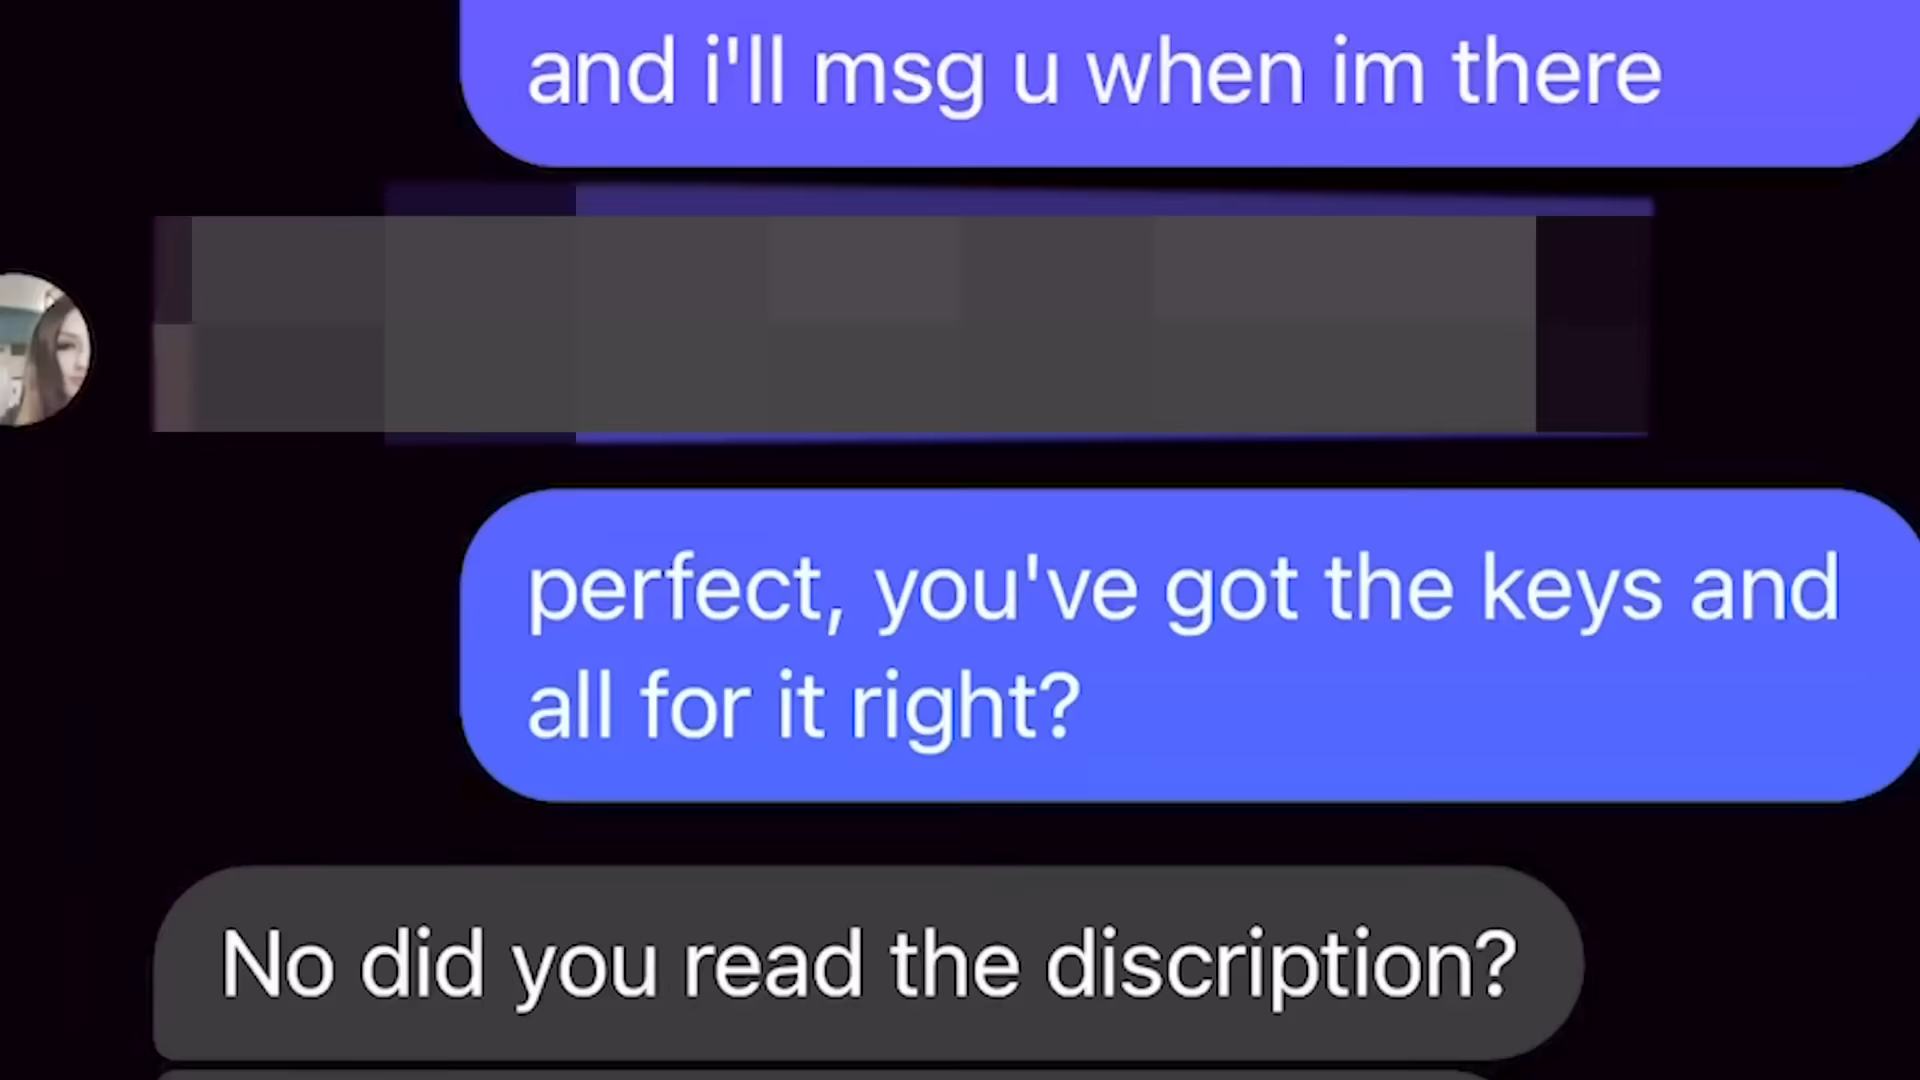 and i'll msg u when im there
perfect, you've got the keys and
all for it right?
No did you read the discription?